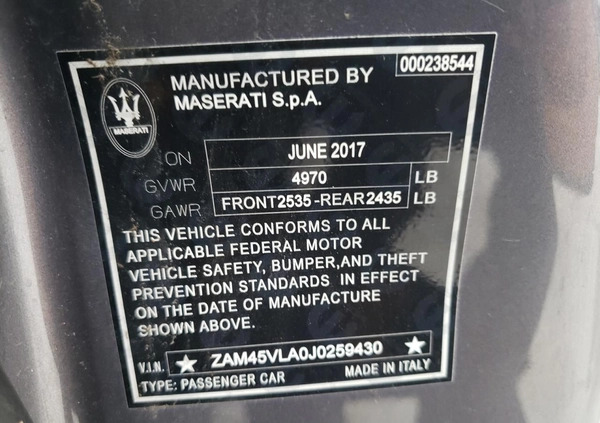 000238544
MANUFACTURED BY
MASERATI S.p.A.
MASERATI
ON JUNE 2017
GVWR 4970 LB
GAWR FRONT2535-REAR2435 LB
THIS VEHICLE CONFORMS TO ALL
APPLICABLE FEDERAL MOTOR
VEHICLE SAFETY, BUMPER,AND THEFT
PREVENTION STANDARDS IN EFFECT
ON THE DATE OF MANUFACTURE
SHOWN ABOVE.
V.I.N. ★ ZAM45VLA0J0259430 ★
TYPE: PASSENGER CAR MADE IN ITALY